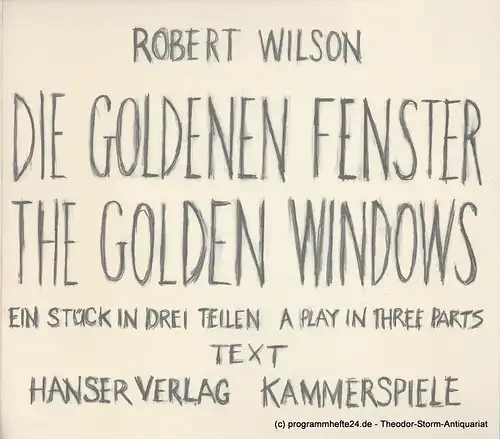 ROBERT WILSON
DIE GOLDENEN FENSTER
THE GOLDEN WINDOWS
EIN STÜCK IN DREI TEILEN A PLAY IN THREE PARTS
TEXT
HANSER VERLAG KAMMERSPIELE
(c) programmhefte24.de - Theodor-Storm-Antiquariat